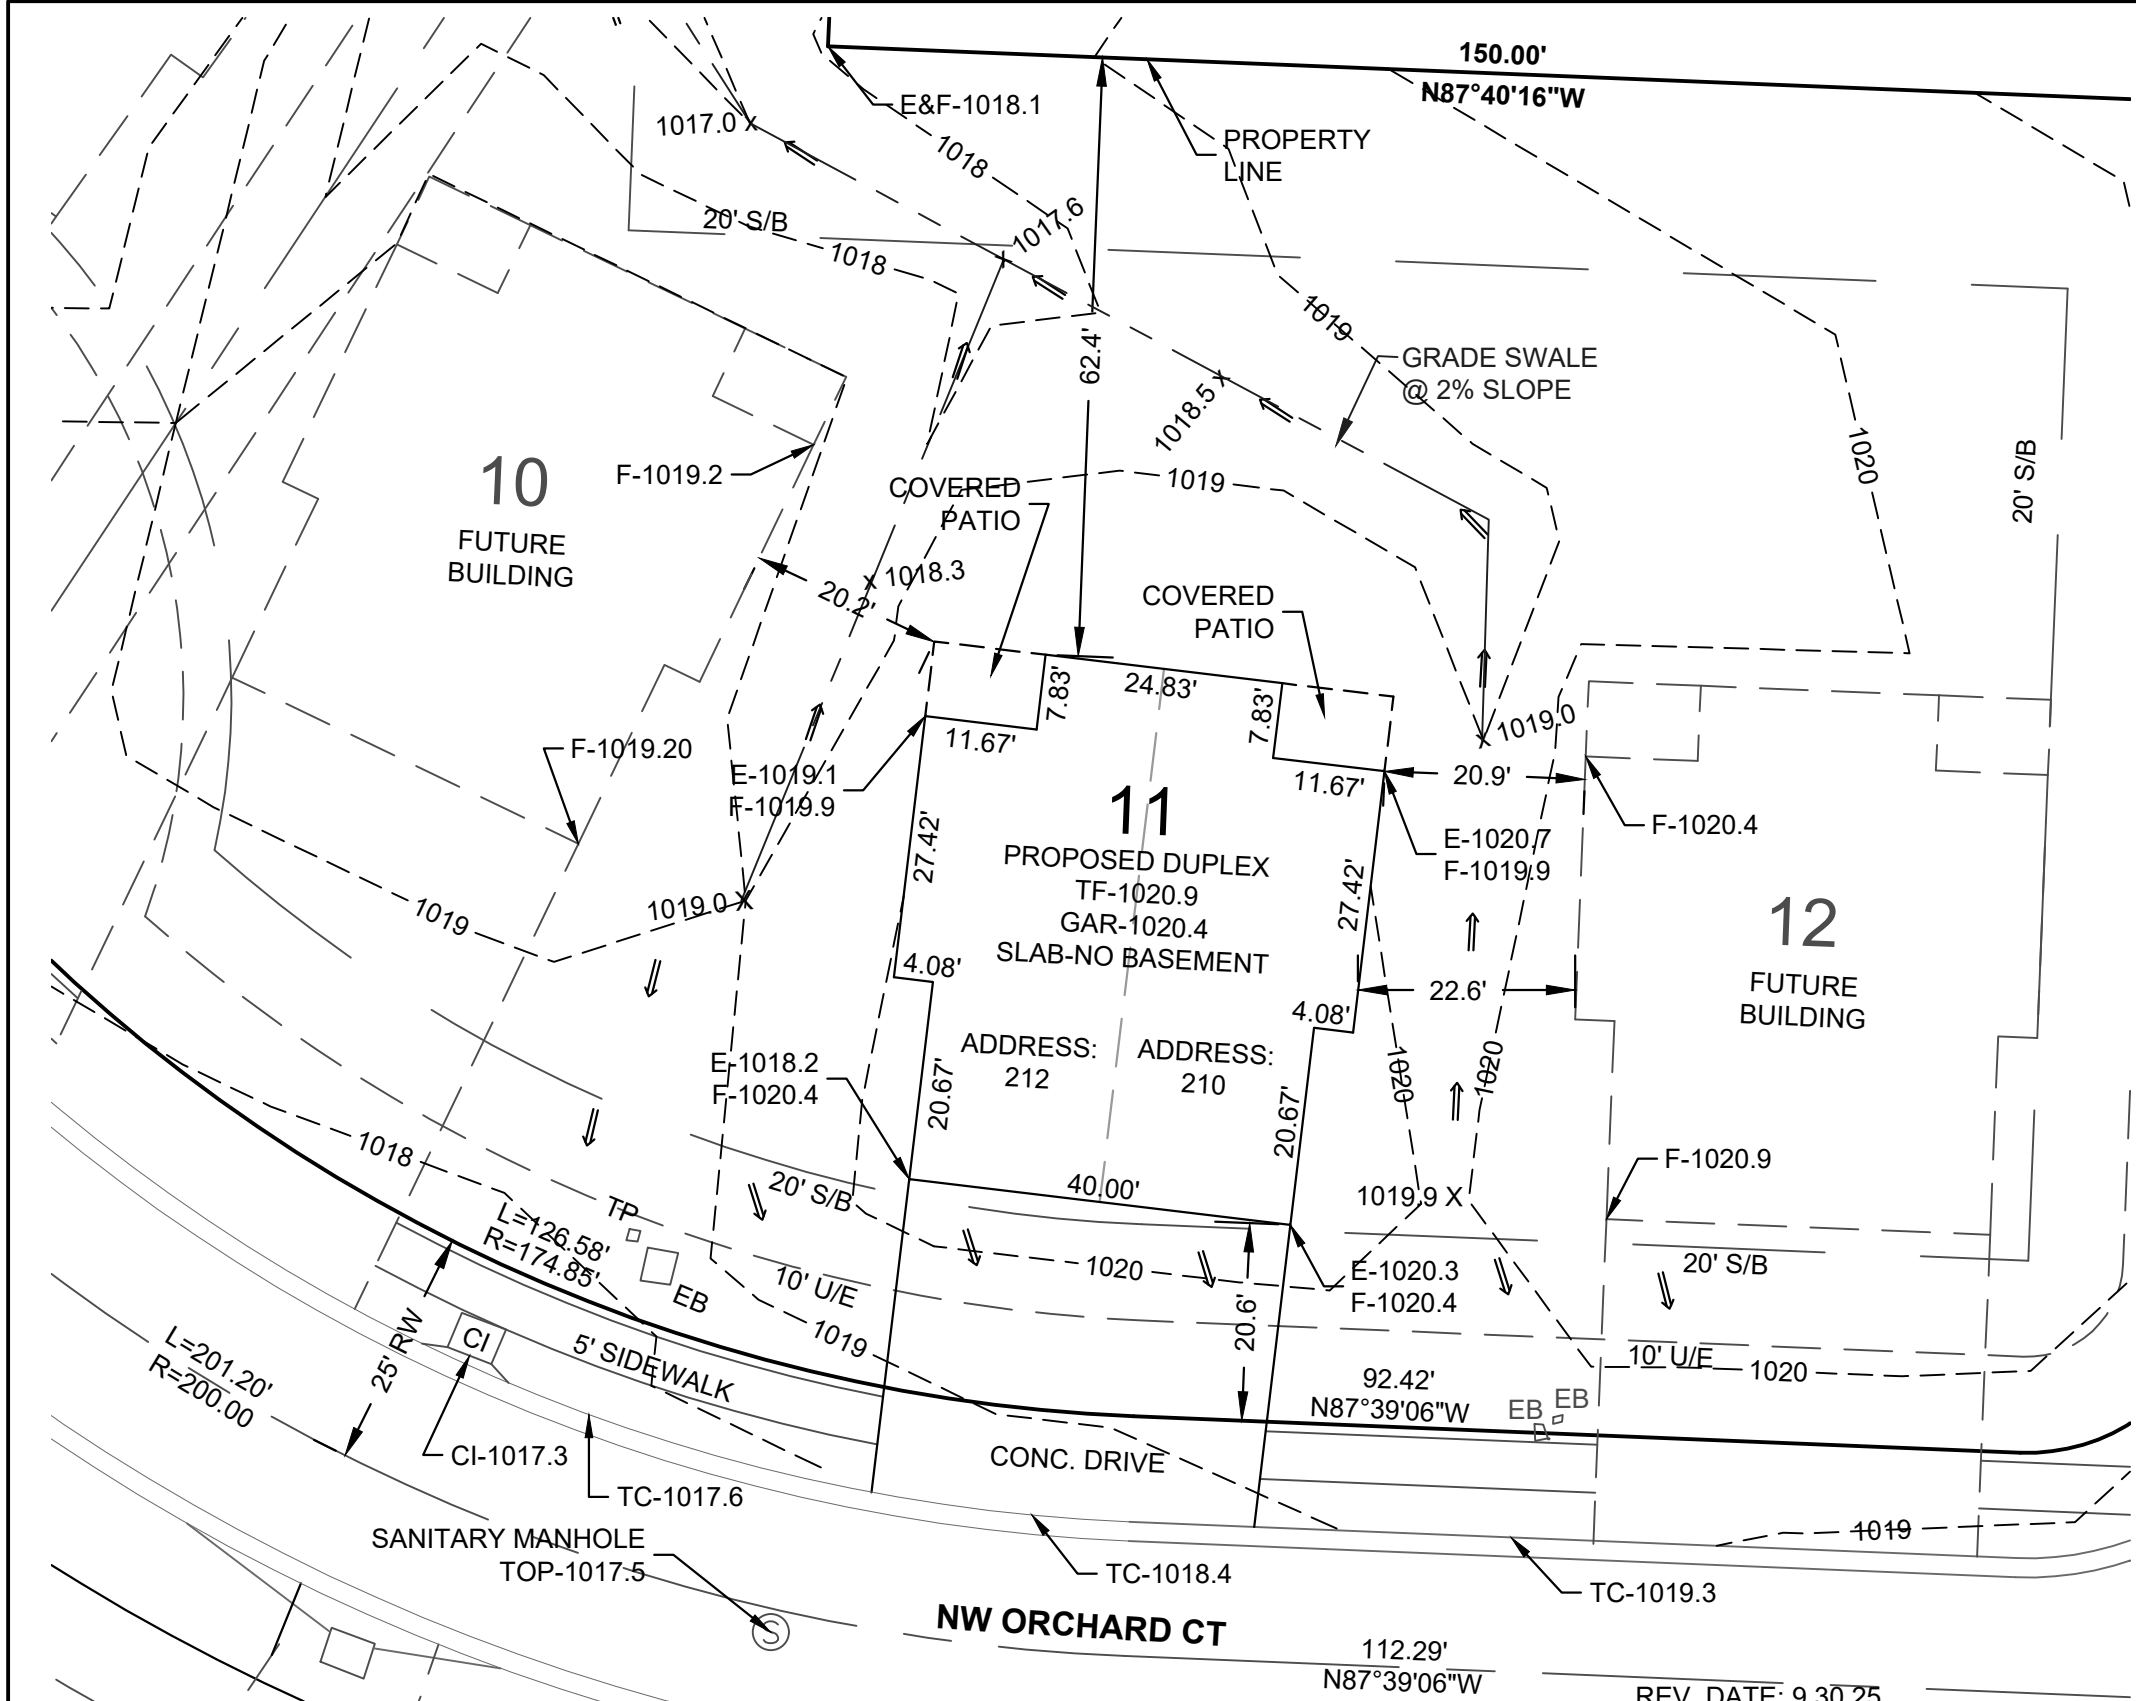 150.00'
N87°40'16"W
E&F-1018.1
1017.0 X
1018
PROPERTY
LINE
20' S/B
1018
1017.6
X
1019
62.4'
GRADE SWALE
@ 2% SLOPE
1018.5 X
1020
20' S/B
10
FUTURE
BUILDING
F-1019.2
COVERED
PATIO
1019
X 1018.3
20.2'
COVERED
PATIO
7.83'
24.83'
7.83'
X 1019.0
F-1019.20
11.67'
11.67'
20.9'
E-1019.1
F-1019.9
F-1020.4
E-1020.7
F-1019.9
27.42'
11
PROPOSED DUPLEX
TF-1020.9
GAR-1020.4
SLAB-NO BASEMENT
27.42'
12
FUTURE
BUILDING
1019
1019.0 X
4.08'
22.6'
4.08'
ADDRESS:
212
ADDRESS:
210
E-1018.2
F-1020.4
20.67'
20.67'
1020
1020
1018
F-1020.9
20' S/B
40.00'
1019.9 X
TP
L=126.58'
R=174.85'
EB
10' U/E
1020
E-1020.3
F-1020.4
20' S/B
20.6'
1019
CI
5' SIDEWALK
25' RW
L=201.20'
R=200.00
10' U/E
1020
92.42'
N87°39'06"W
EB
EB
CI-1017.3
CONC. DRIVE
TC-1017.6
SANITARY MANHOLE
TOP-1017.5
1019
TC-1018.4
TC-1019.3
S
NW ORCHARD CT
112.29'
N87°39'06"W
REV. DATE: 9.30.25